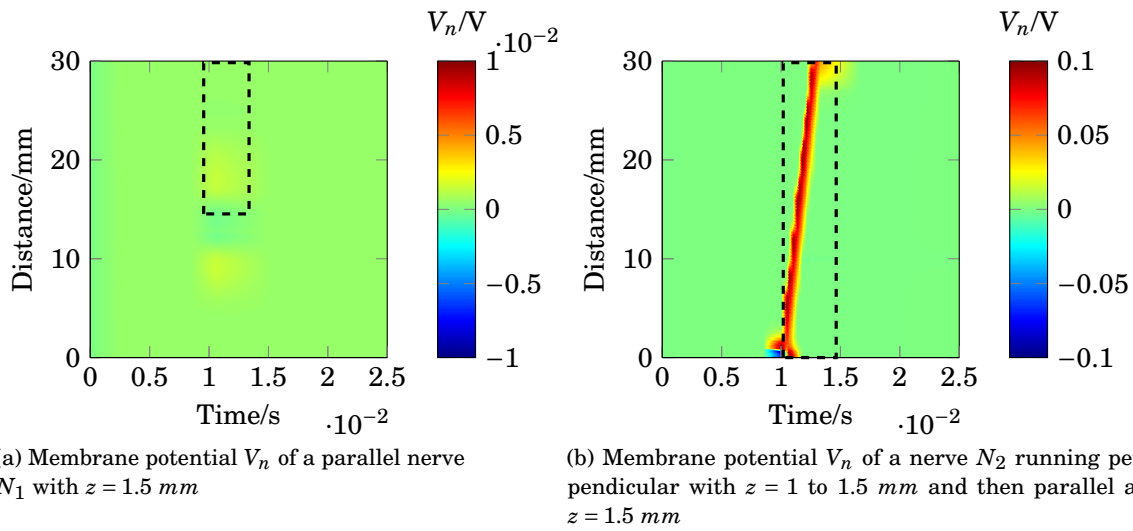 V_n/V
·10⁻²
30
20
10
0
Distance/mm
0 0.5 1 1.5 2 2.5
Time/s
·10⁻²
1
0.5
0
−0.5
−1
V_n/V
30
20
10
0
Distance/mm
0 0.5 1 1.5 2 2.5
Time/s
·10⁻²
0.1
0.05
0
−0.05
−0.1
(a) Membrane potential V_n of a parallel nerve
N_1 with z = 1.5 mm
(b) Membrane potential V_n of a nerve N_2 running pe
pendicular with z = 1 to 1.5 mm and then parallel a
z = 1.5 mm